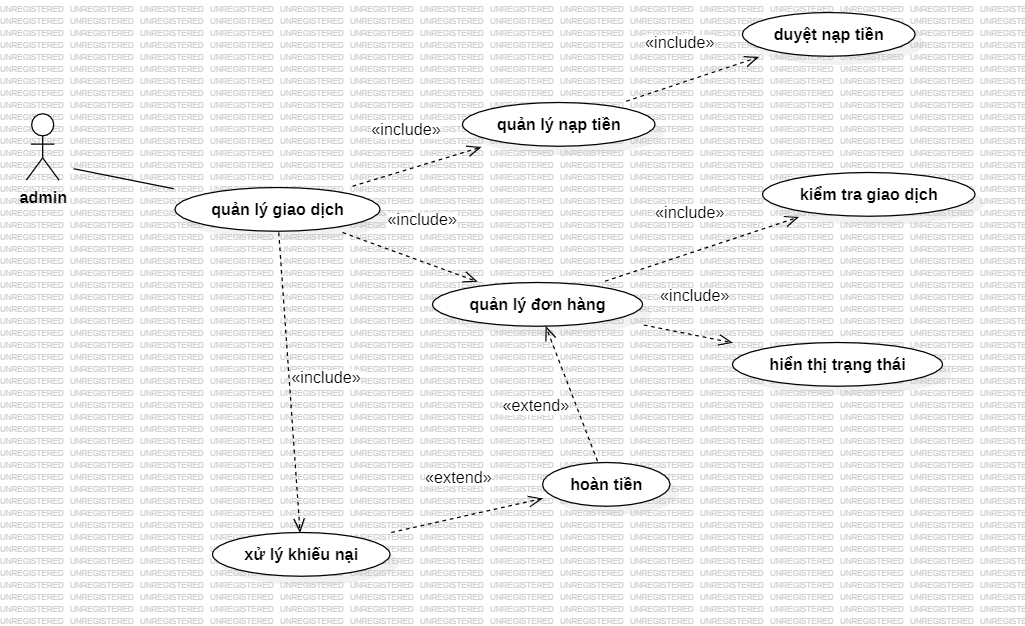 duyệt nạp tiền
«include»
quản lý nạp tiền
«include»
admin
kiểm tra giao dịch
quản lý giao dịch
«include»
«include»
quản lý đơn hàng
«include»
hiển thị trạng thái
«include»
«extend»
«extend»
hoàn tiền
xử lý khiếu nại
UNREGISTERED